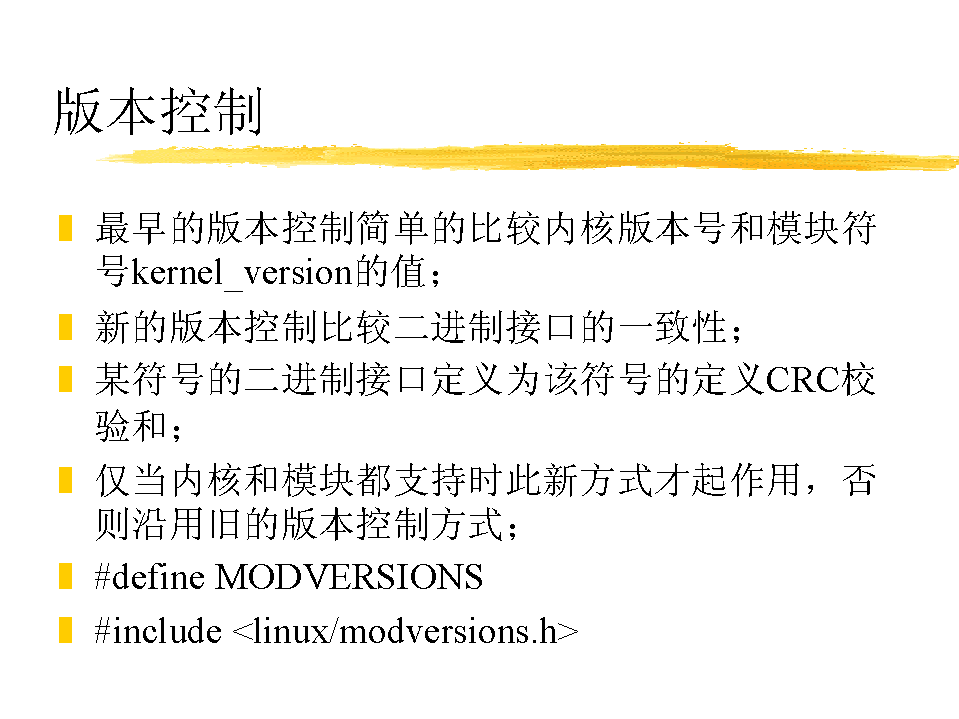 版本控制
最早的版本控制简单的比较内核版本号和模块符
号kernel_version的值；
新的版本控制比较二进制接口的一致性；
某符号的二进制接口定义为该符号的定义CRC校
验和；
仅当内核和模块都支持时此新方式才起作用，否
则沿用旧的版本控制方式；
#define MODVERSIONS
#include <linux/modversions.h>